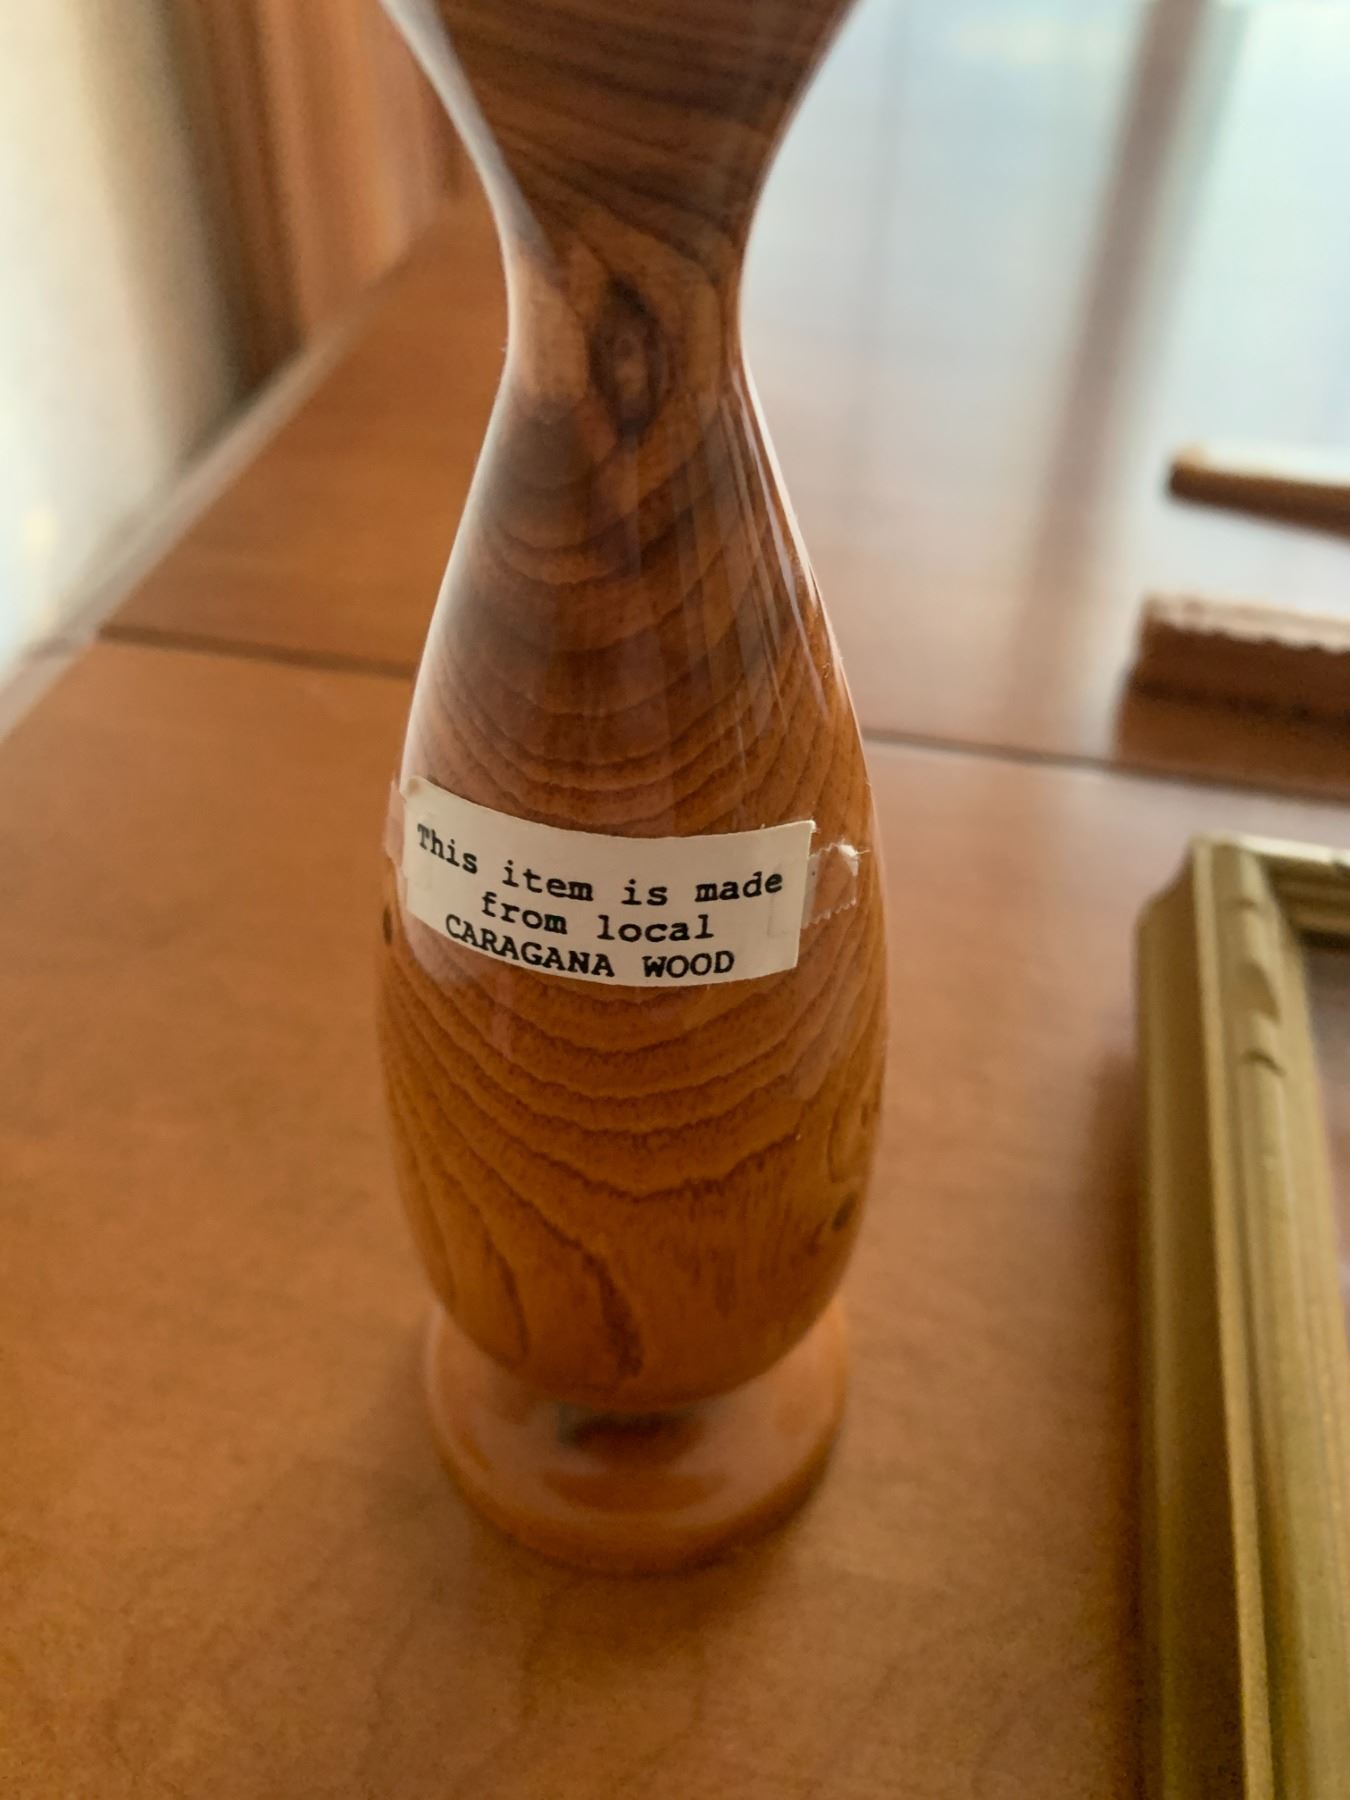 This item is made
from local
CARAGANA WOOD